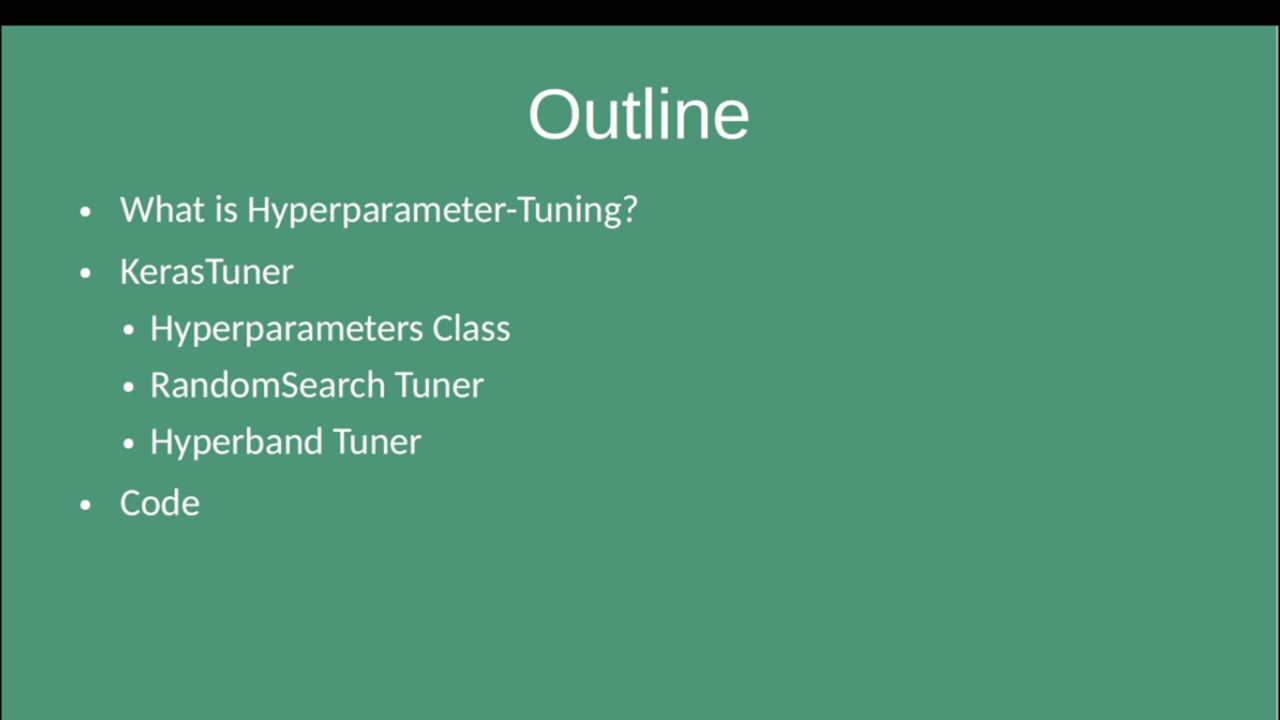 Outline
• What is Hyperparameter-Tuning?
• KerasTuner
• Hyperparameters Class
• RandomSearch Tuner
• Hyperband Tuner
• Code